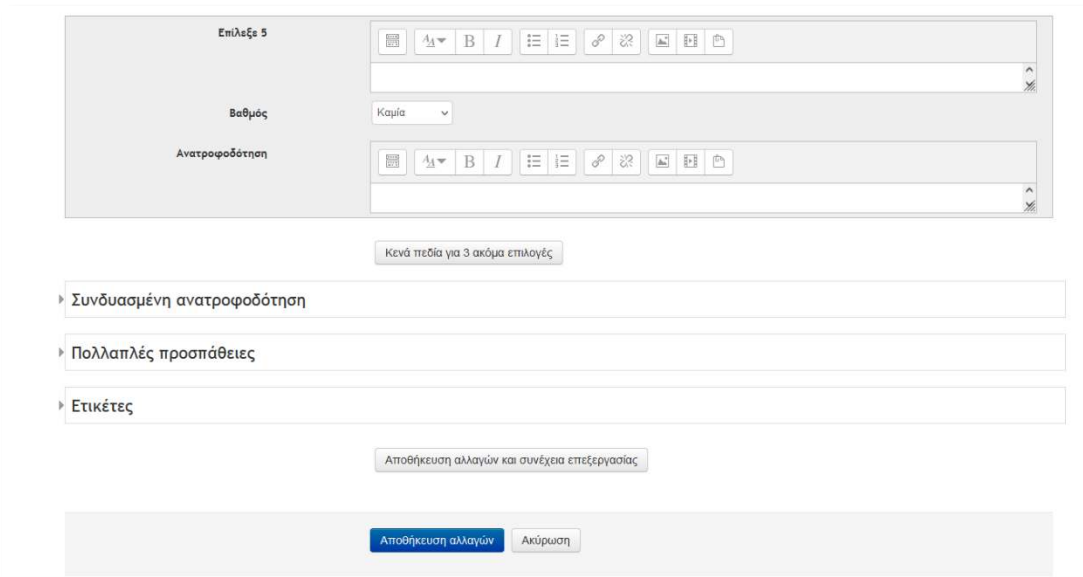 Επίλεξε 5
Βαθμός
Καμία
Ανατροφοδότηση
Κενά πεδία για 3 ακόμα επιλογές
Συνδυασμένη ανατροφοδότηση
Πολλαπλές προσπάθειες
Ετικέτες
Αποθήκευση αλλαγών και συνέχεια επεξεργασίας
Αποθήκευση αλλαγών
Ακύρωση